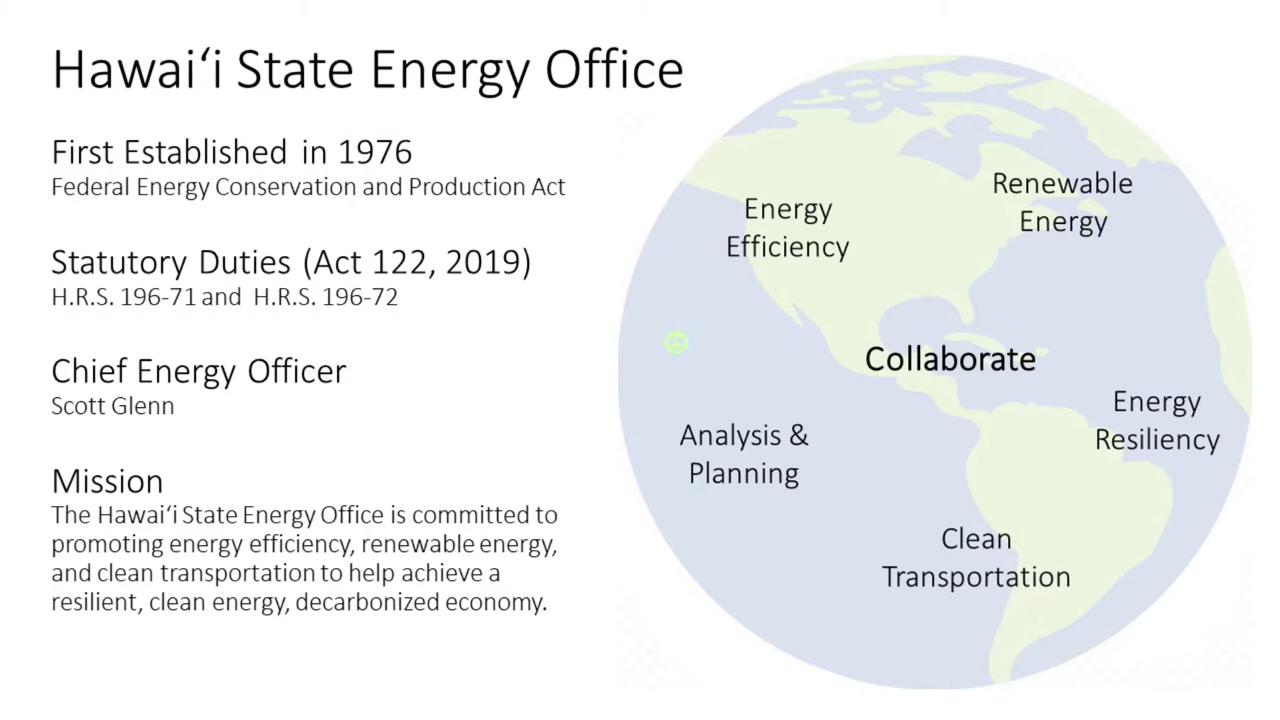 Hawaiʻi State Energy Office
First Established in 1976
Federal Energy Conservation and Production Act
Statutory Duties (Act 122, 2019)
H.R.S. 196-71 and H.R.S. 196-72
Chief Energy Officer
Scott Glenn
Mission
The Hawaiʻi State Energy Office is committed to
promoting energy efficiency, renewable energy,
and clean transportation to help achieve a
resilient, clean energy, decarbonized economy.
Energy
Efficiency
Renewable
Energy
Collaborate
Energy
Resiliency
Analysis &
Planning
Clean
Transportation